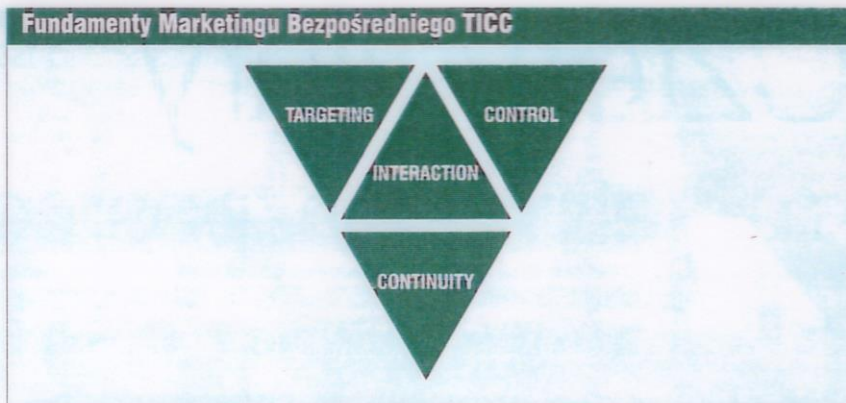 Fundamenty Marketingu Bezpośredniego TICC
TARGETING
CONTROL
INTERACTION
CONTINUITY